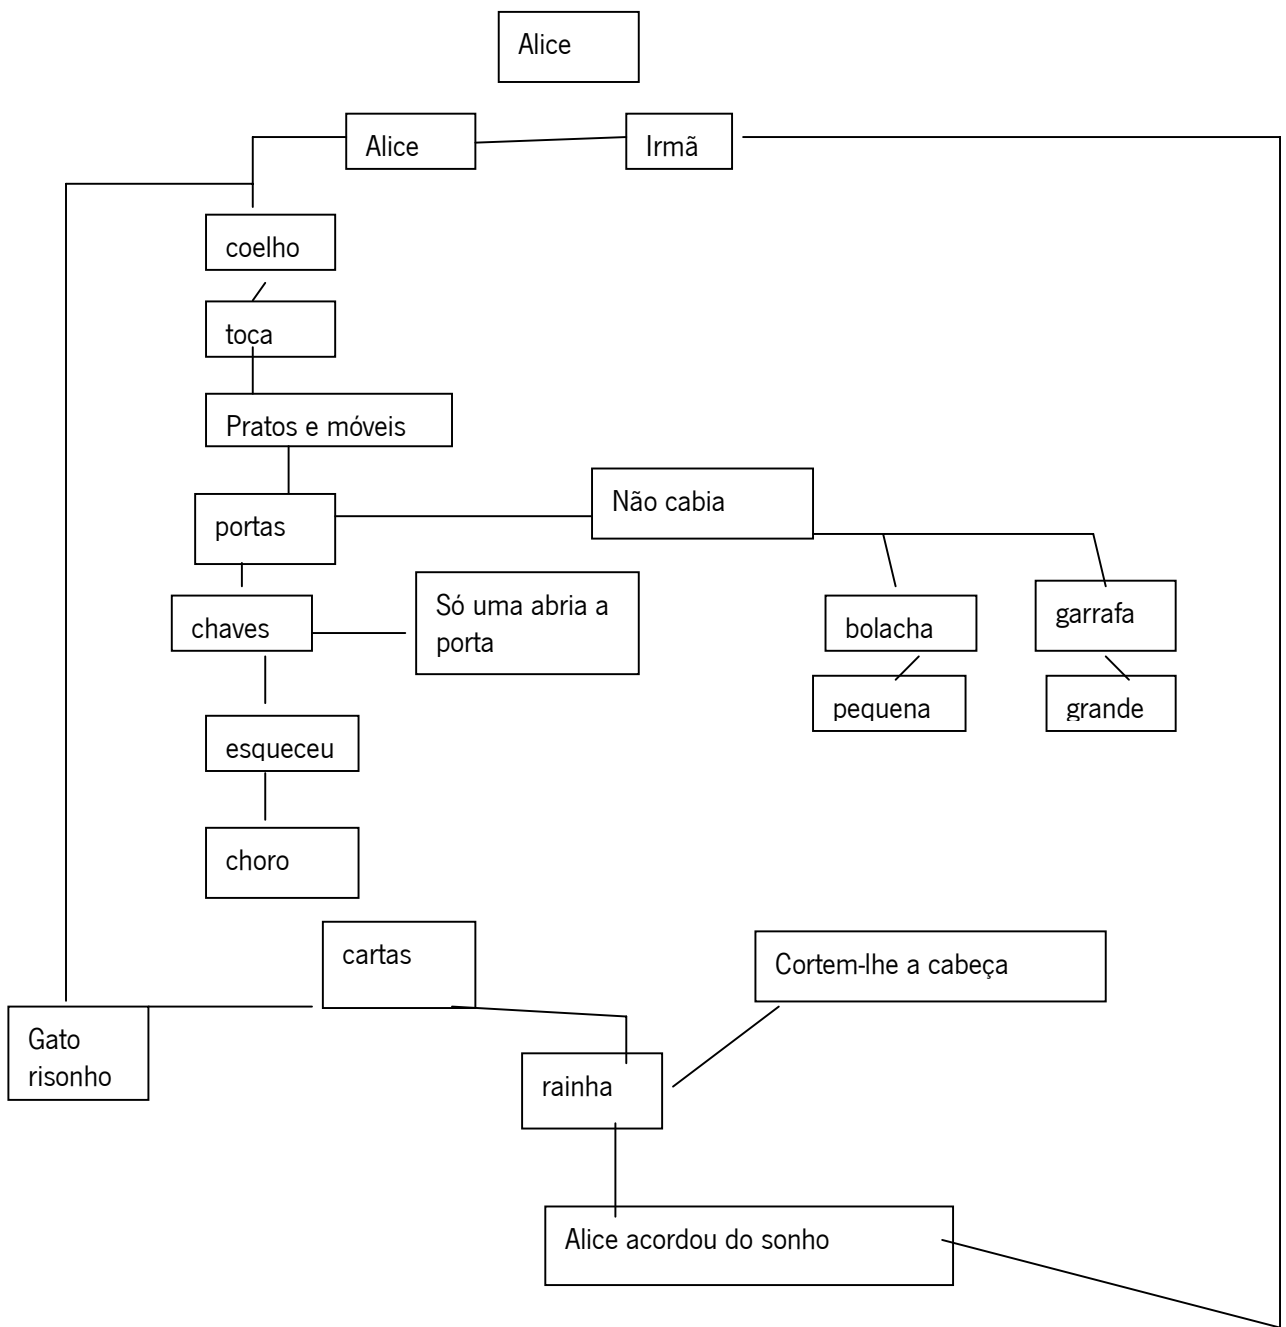 Alice
Alice
Irmã
coelho
toca
Pratos e móveis
portas
Não cabia
chaves
Só uma abria a
porta
bolacha
garrafa
pequena
grande
esqueceu
choro
cartas
Cortem-lhe a cabeça
Gato
risonho
rainha
Alice acordou do sonho